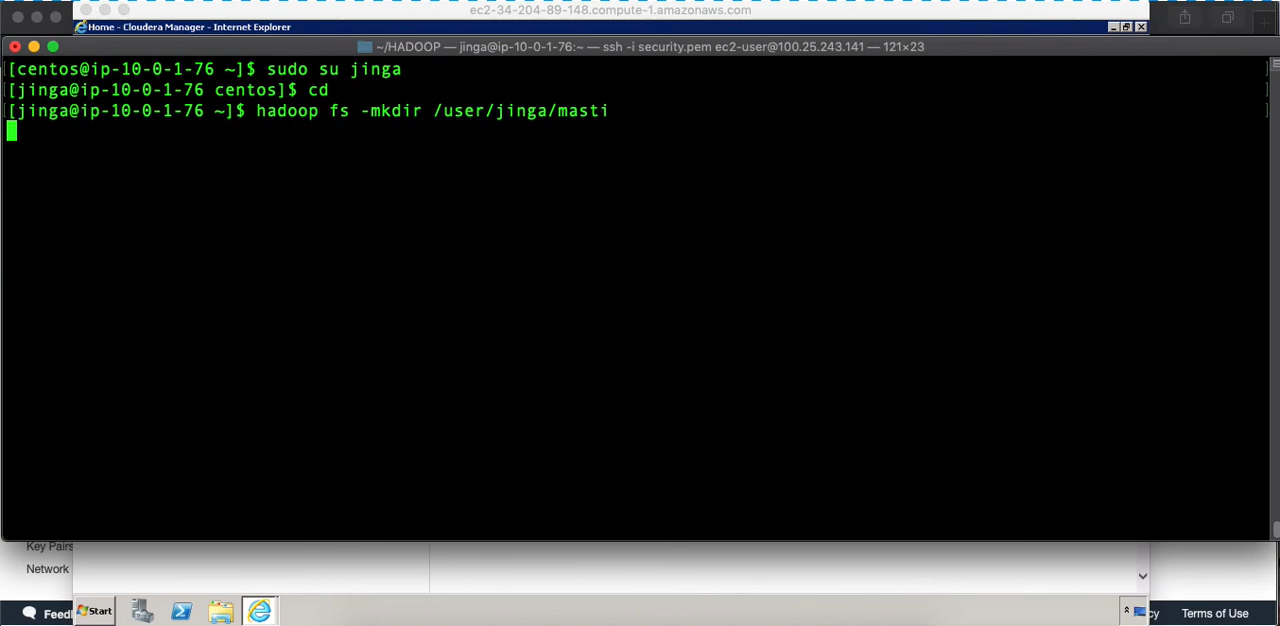 ec2-34-204-89-148.compute-1.amazonaws.com
Home - Cloudera Manager - Internet Explorer
~/HADOOP — jinga@ip-10-0-1-76:~ — ssh -i security.pem ec2-user@100.25.243.141 — 121×23
[centos@ip-10-0-1-76 ~]$ sudo su jinga
[jinga@ip-10-0-1-76 centos]$ cd
[jinga@ip-10-0-1-76 ~]$ hadoop fs -mkdir /user/jinga/masti
Key Pairs
Network
Feed
Start
cy
Terms of Use